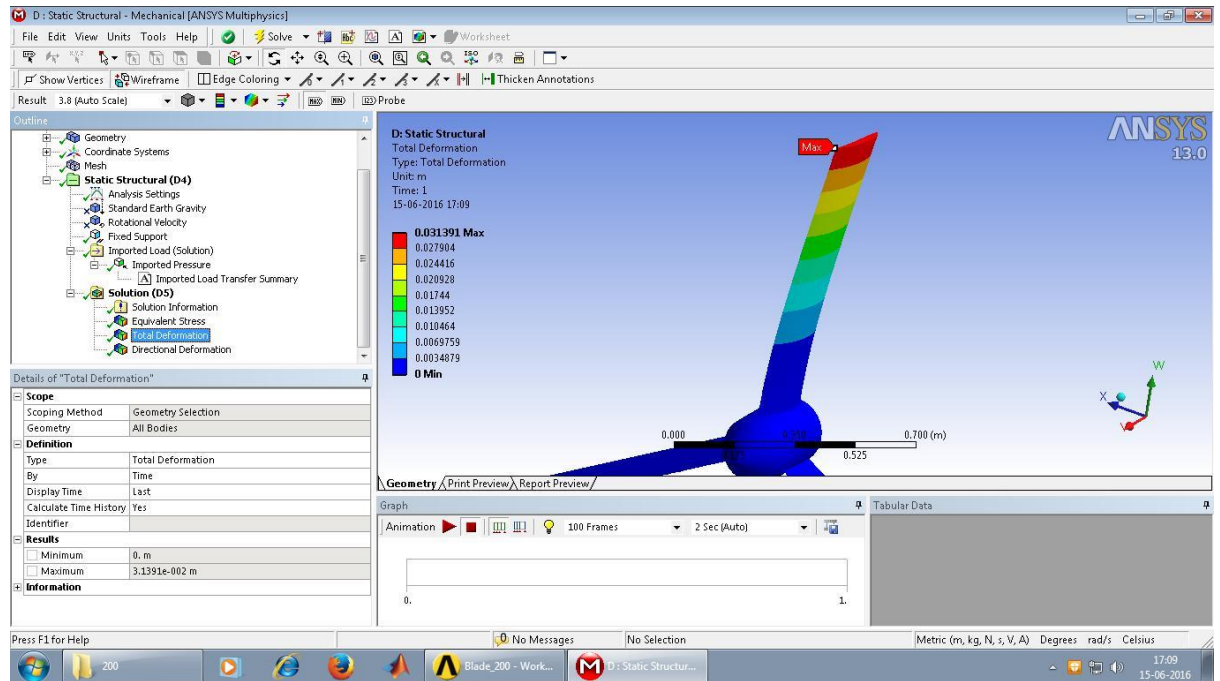 D : Static Structural - Mechanical [ANSYS Multiphysics]
File Edit View Units Tools Help Solve Worksheet
Show Vertices Wireframe Edge Coloring Thicken Annotations
Result 3.8 (Auto Scale) MAX MIN Probe
Outline
Geometry
Coordinate Systems
Mesh
Static Structural (D4)
Analysis Settings
Standard Earth Gravity
Rotational Velocity
Fixed Support
Imported Load (Solution)
Imported Pressure
A Imported Load Transfer Summary
Solution (D5)
Solution Information
Equivalent Stress
Total Deformation
Directional Deformation
Details of "Total Deformation"
Scope
Scoping Method Geometry Selection
Geometry All Bodies
Definition
Type Total Deformation
By Time
Display Time Last
Calculate Time History Yes
Identifier
Results
Minimum 0. m
Maximum 3.1391e-002 m
Information
D: Static Structural
Total Deformation
Type: Total Deformation
Unit: m
Time: 1
15-06-2016 17:09
0.031391 Max
0.027904
0.024416
0.020928
0.01744
0.013952
0.010464
0.0069759
0.0034879
0 Min
Max
ANSYS
13.0
W
X
0.000 0.700 (m)
0.525
Geometry Print Preview Report Preview
Graph
Animation 100 Frames 2 Sec (Auto)
0. 1.
Tabular Data
Press F1 for Help No Messages No Selection Metric (m, kg, N, s, V, A) Degrees rad/s Celsius
200 Blade_200 - Work... D : Static Structur... 17:09
15-06-2016